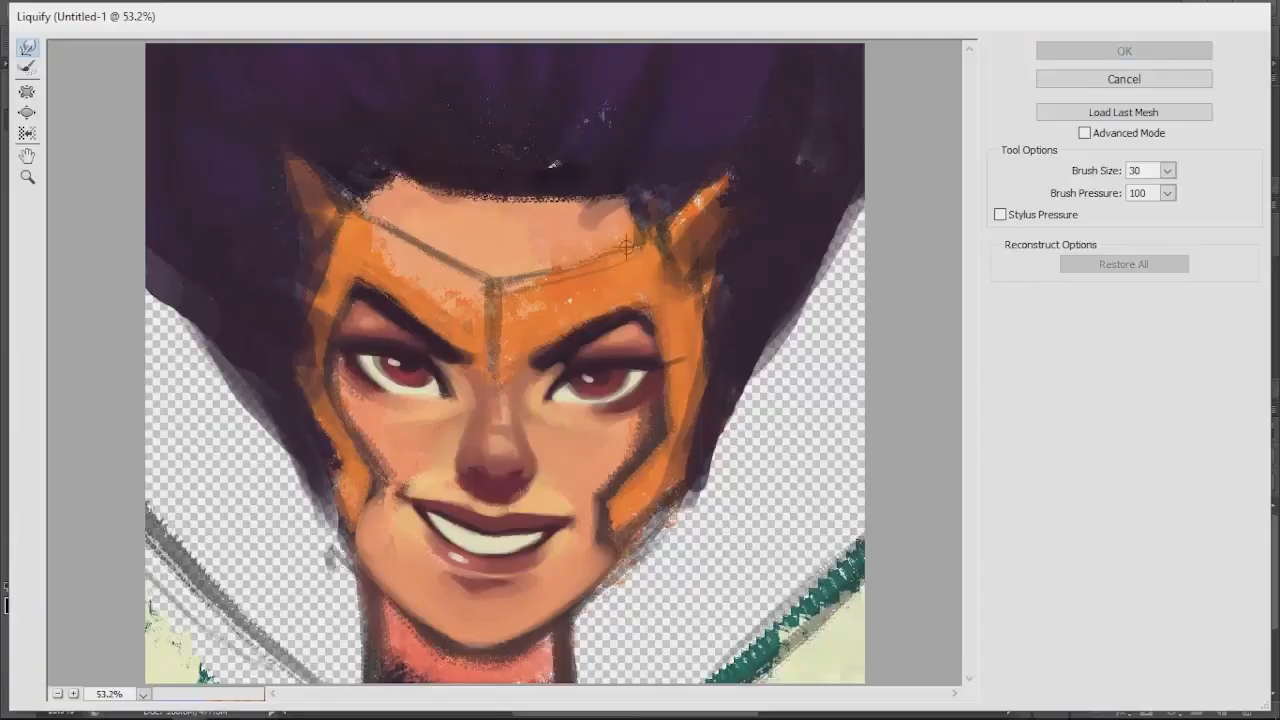 Liquify (Untitled-1 @ 53.2%)
OK
Cancel
Load Last Mesh
Advanced Mode
Tool Options
Brush Size: 30
Brush Pressure: 100
Stylus Pressure
Reconstruct Options
Restore All
53.2%